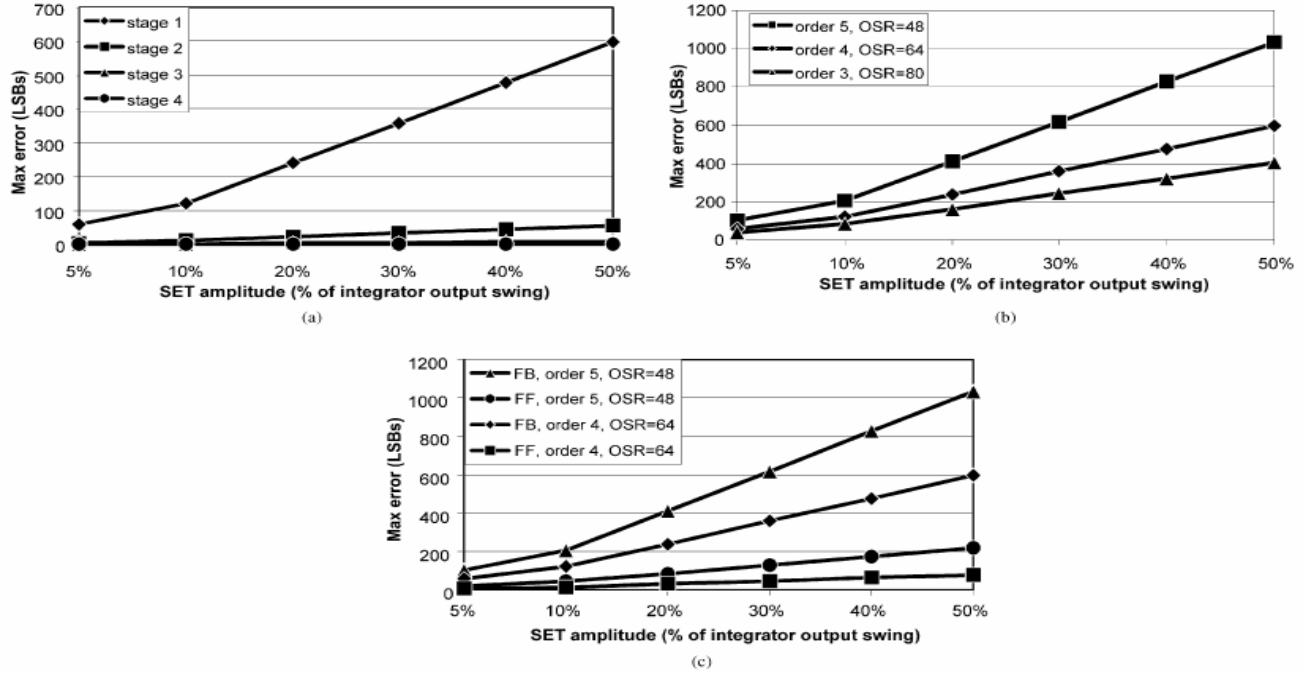 700
600
500
400
300
200
100
0
Max error (LSBs)
stage 1
stage 2
stage 3
stage 4
5% 10% 20% 30% 40% 50%
SET amplitude (% of integrator output swing)
(a)
1200
1000
800
600
400
200
0
Max error (LSBs)
order 5, OSR=48
order 4, OSR=64
order 3, OSR=80
5% 10% 20% 30% 40% 50%
SET amplitude (% of integrator output swing)
(b)
1200
1000
800
600
400
200
0
Max error (LSBs)
FB, order 5, OSR=48
FF, order 5, OSR=48
FB, order 4, OSR=64
FF, order 4, OSR=64
5% 10% 20% 30% 40% 50%
SET amplitude (% of integrator output swing)
(c)